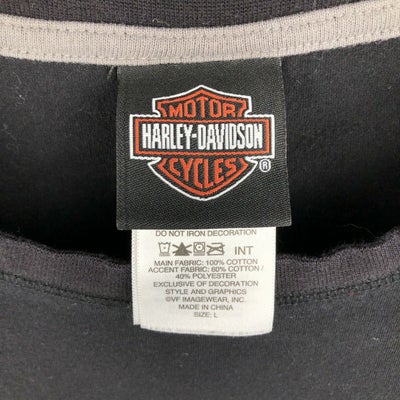 MOTOR
HARLEY-DAVIDSON
CYCLES
®
DO NOT IRON DECORATION
INT
MAIN FABRIC: 100% COTTON
ACCENT FABRIC: 60% COTTON/
40% POLYESTER
EXCLUSIVE OF DECORATION
STYLE AND GRAPHICS
©VF IMAGEWEAR, INC.
MADE IN CHINA
SIZE: L